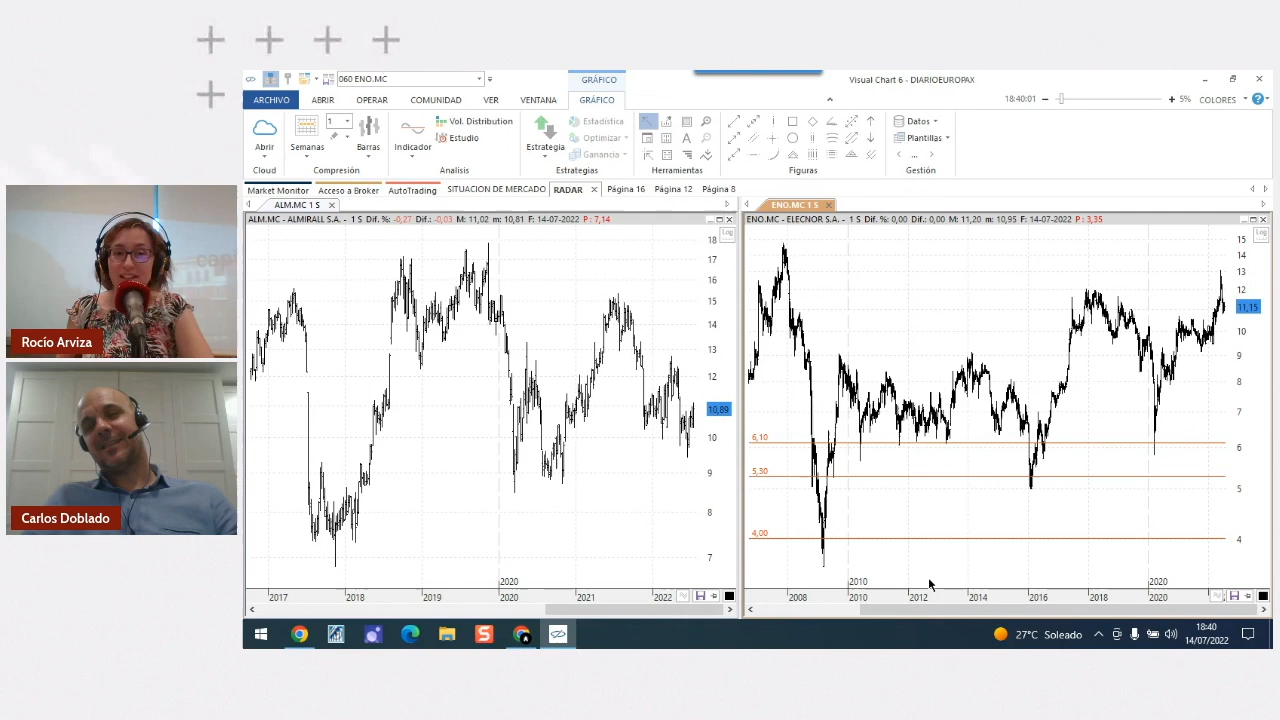 060 ENO.MC
GRÁFICO
Visual Chart 6 - DIARIOEUROPAX
ARCHIVO ABRIR OPERAR COMUNIDAD VER VENTANA GRÁFICO
18:40:01
5% COLORES
1
Abrir
Semanas
Barras
Indicador
Vol. Distribution
Estudio
Estrategia
Estadística
Optimizar
Ganancia
Datos
Plantillas
...
Cloud
Compresión
Analisis
Estrategias
Herramientas
Figuras
Gestión
Market Monitor Acceso a Broker AutoTrading SITUACION DE MERCADO RADAR Página 16 Página 12 Página 8
ALM.MC 1 S
ALM.MC - ALMIRALL S.A. - 1 S Dif. %: -0,27 Dif.: -0,03 M: 11,02 m: 10,81 F: 14-07-2022 P : 7,14
Log
18
17
16
15
14
13
12
10,89
10
9
8
7
2020
2017 2018 2019 2020 2021 2022
ENO.MC 1 S
ENO.MC - ELECNOR S.A. - 1 S Dif. %: 0,00 Dif.: 0,00 M: 11,20 m: 10,95 F: 14-07-2022 P : 3,35
Log
15
14
13
12
11,15
10
9
8
7
6,10
6
5,30
5
4,00
4
2010 2020
2008 2010 2012 2014 2016 2018 2020
Rocío Arviza
Carlos Doblado
27°C Soleado
18:40
14/07/2022